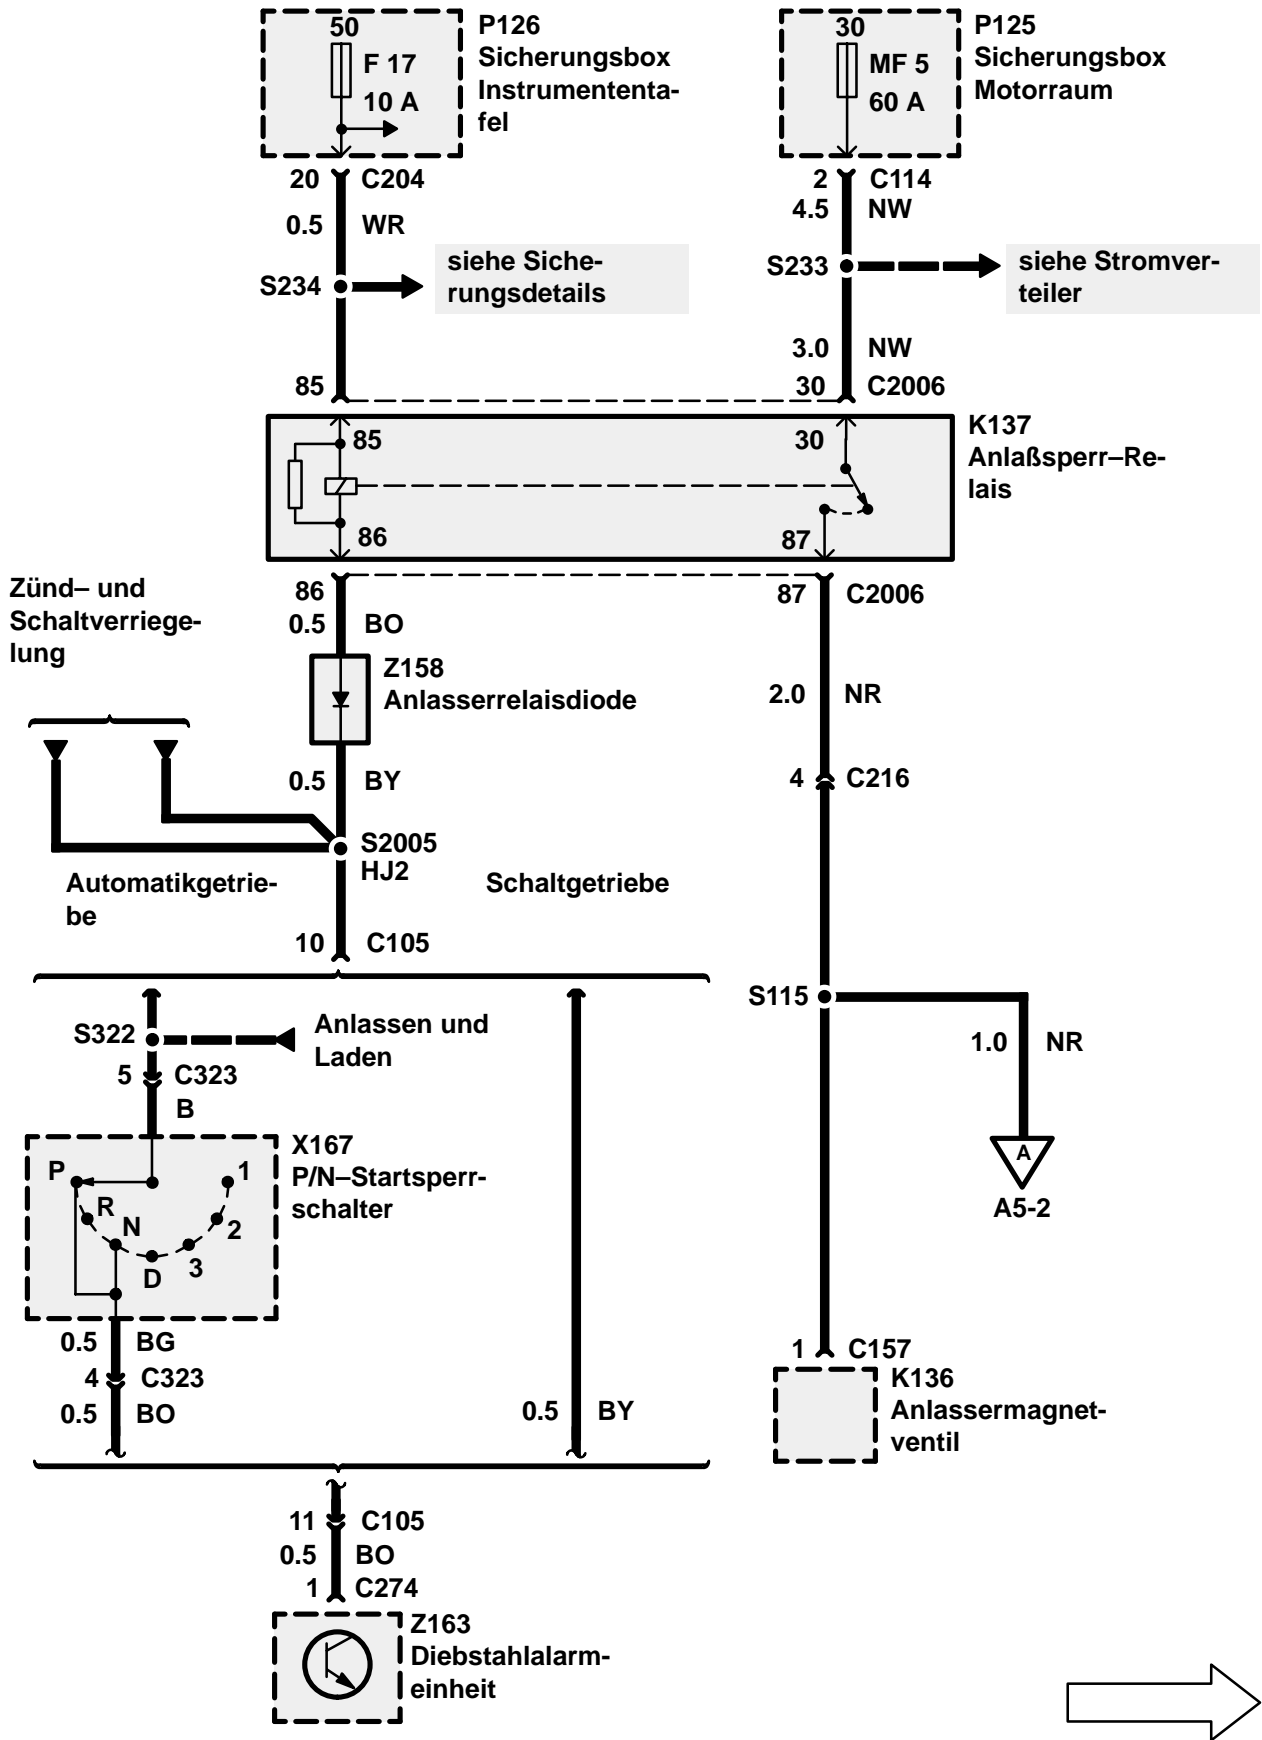 50
F 17
10 A
P126
Sicherungsbox
Instrumententa-
fel
30
MF 5
60 A
P125
Sicherungsbox
Motorraum
20 C204
0.5 WR
S234
siehe Siche-
rungsdetails
2 C114
4.5 NW
S233
siehe Stromver-
teiler
3.0 NW
85
30 C2006
85
30
86
87
K137
Anlaßsperr–Re-
lais
86
0.5 BO
87 C2006
Zünd– und
Schaltverriege-
lung
Z158
Anlasserrelaisdiode
2.0 NR
0.5 BY
4 C216
S2005
HJ2
Automatikgetrie-
be
Schaltgetriebe
10 C105
S322
Anlassen und
Laden
5 C323
B
S115
1.0 NR
A
A5-2
X167
P/N–Startsperr-
schalter
P
R
N
D
3
2
1
0.5 BG
4 C323
0.5 BO
0.5 BY
1 C157
K136
Anlassermagnet-
ventil
11 C105
0.5 BO
1 C274
Z163
Diebstahlalarm-
einheit